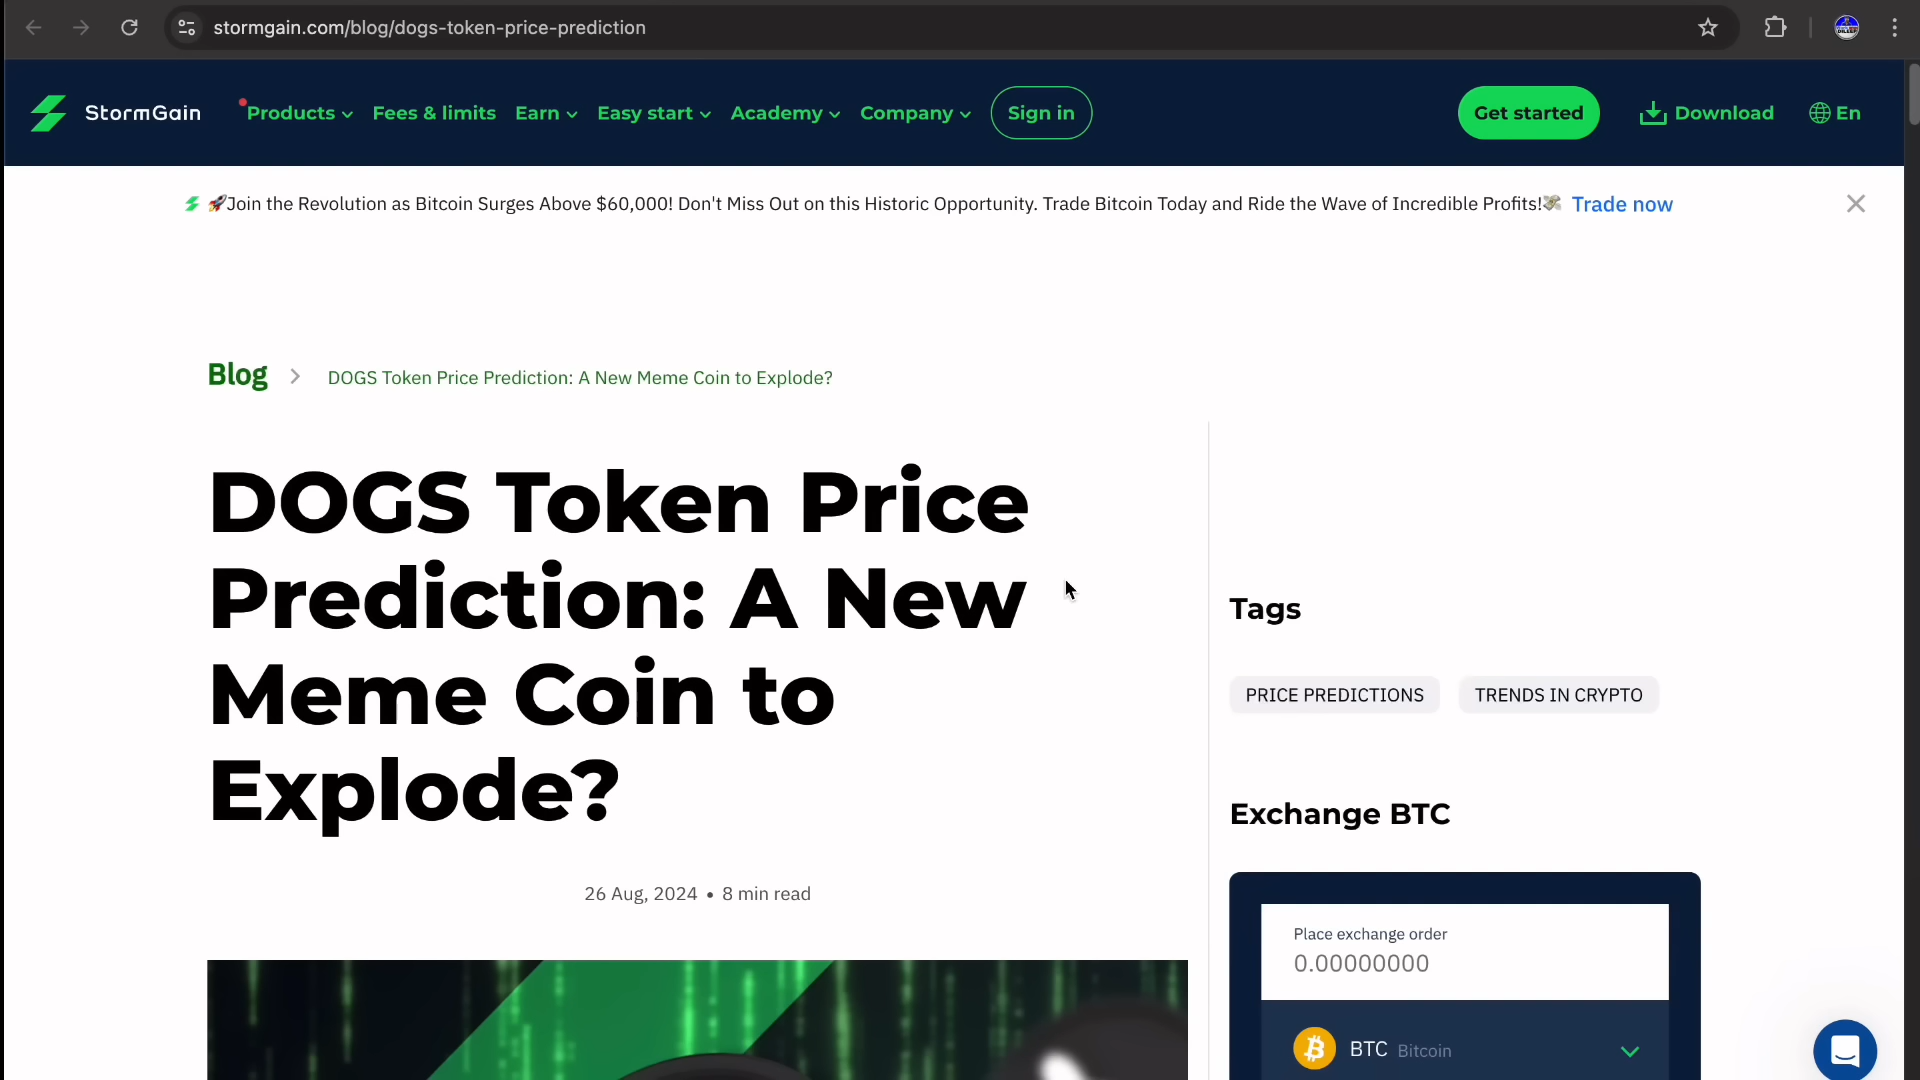 stormgain.com/blog/dogs-token-price-prediction
StormGain
Products
Fees & limits
Earn
Easy start
Academy
Company
Sign in
Get started
Download
En
Join the Revolution as Bitcoin Surges Above $60,000! Don't Miss Out on this Historic Opportunity. Trade Bitcoin Today and Ride the Wave of Incredible Profits! Trade now
Blog
DOGS Token Price Prediction: A New Meme Coin to Explode?
DOGS Token Price
Prediction: A New
Meme Coin to
Explode?
26 Aug, 2024 • 8 min read
Tags
PRICE PREDICTIONS
TRENDS IN CRYPTO
Exchange BTC
Place exchange order
0.00000000
BTC Bitcoin